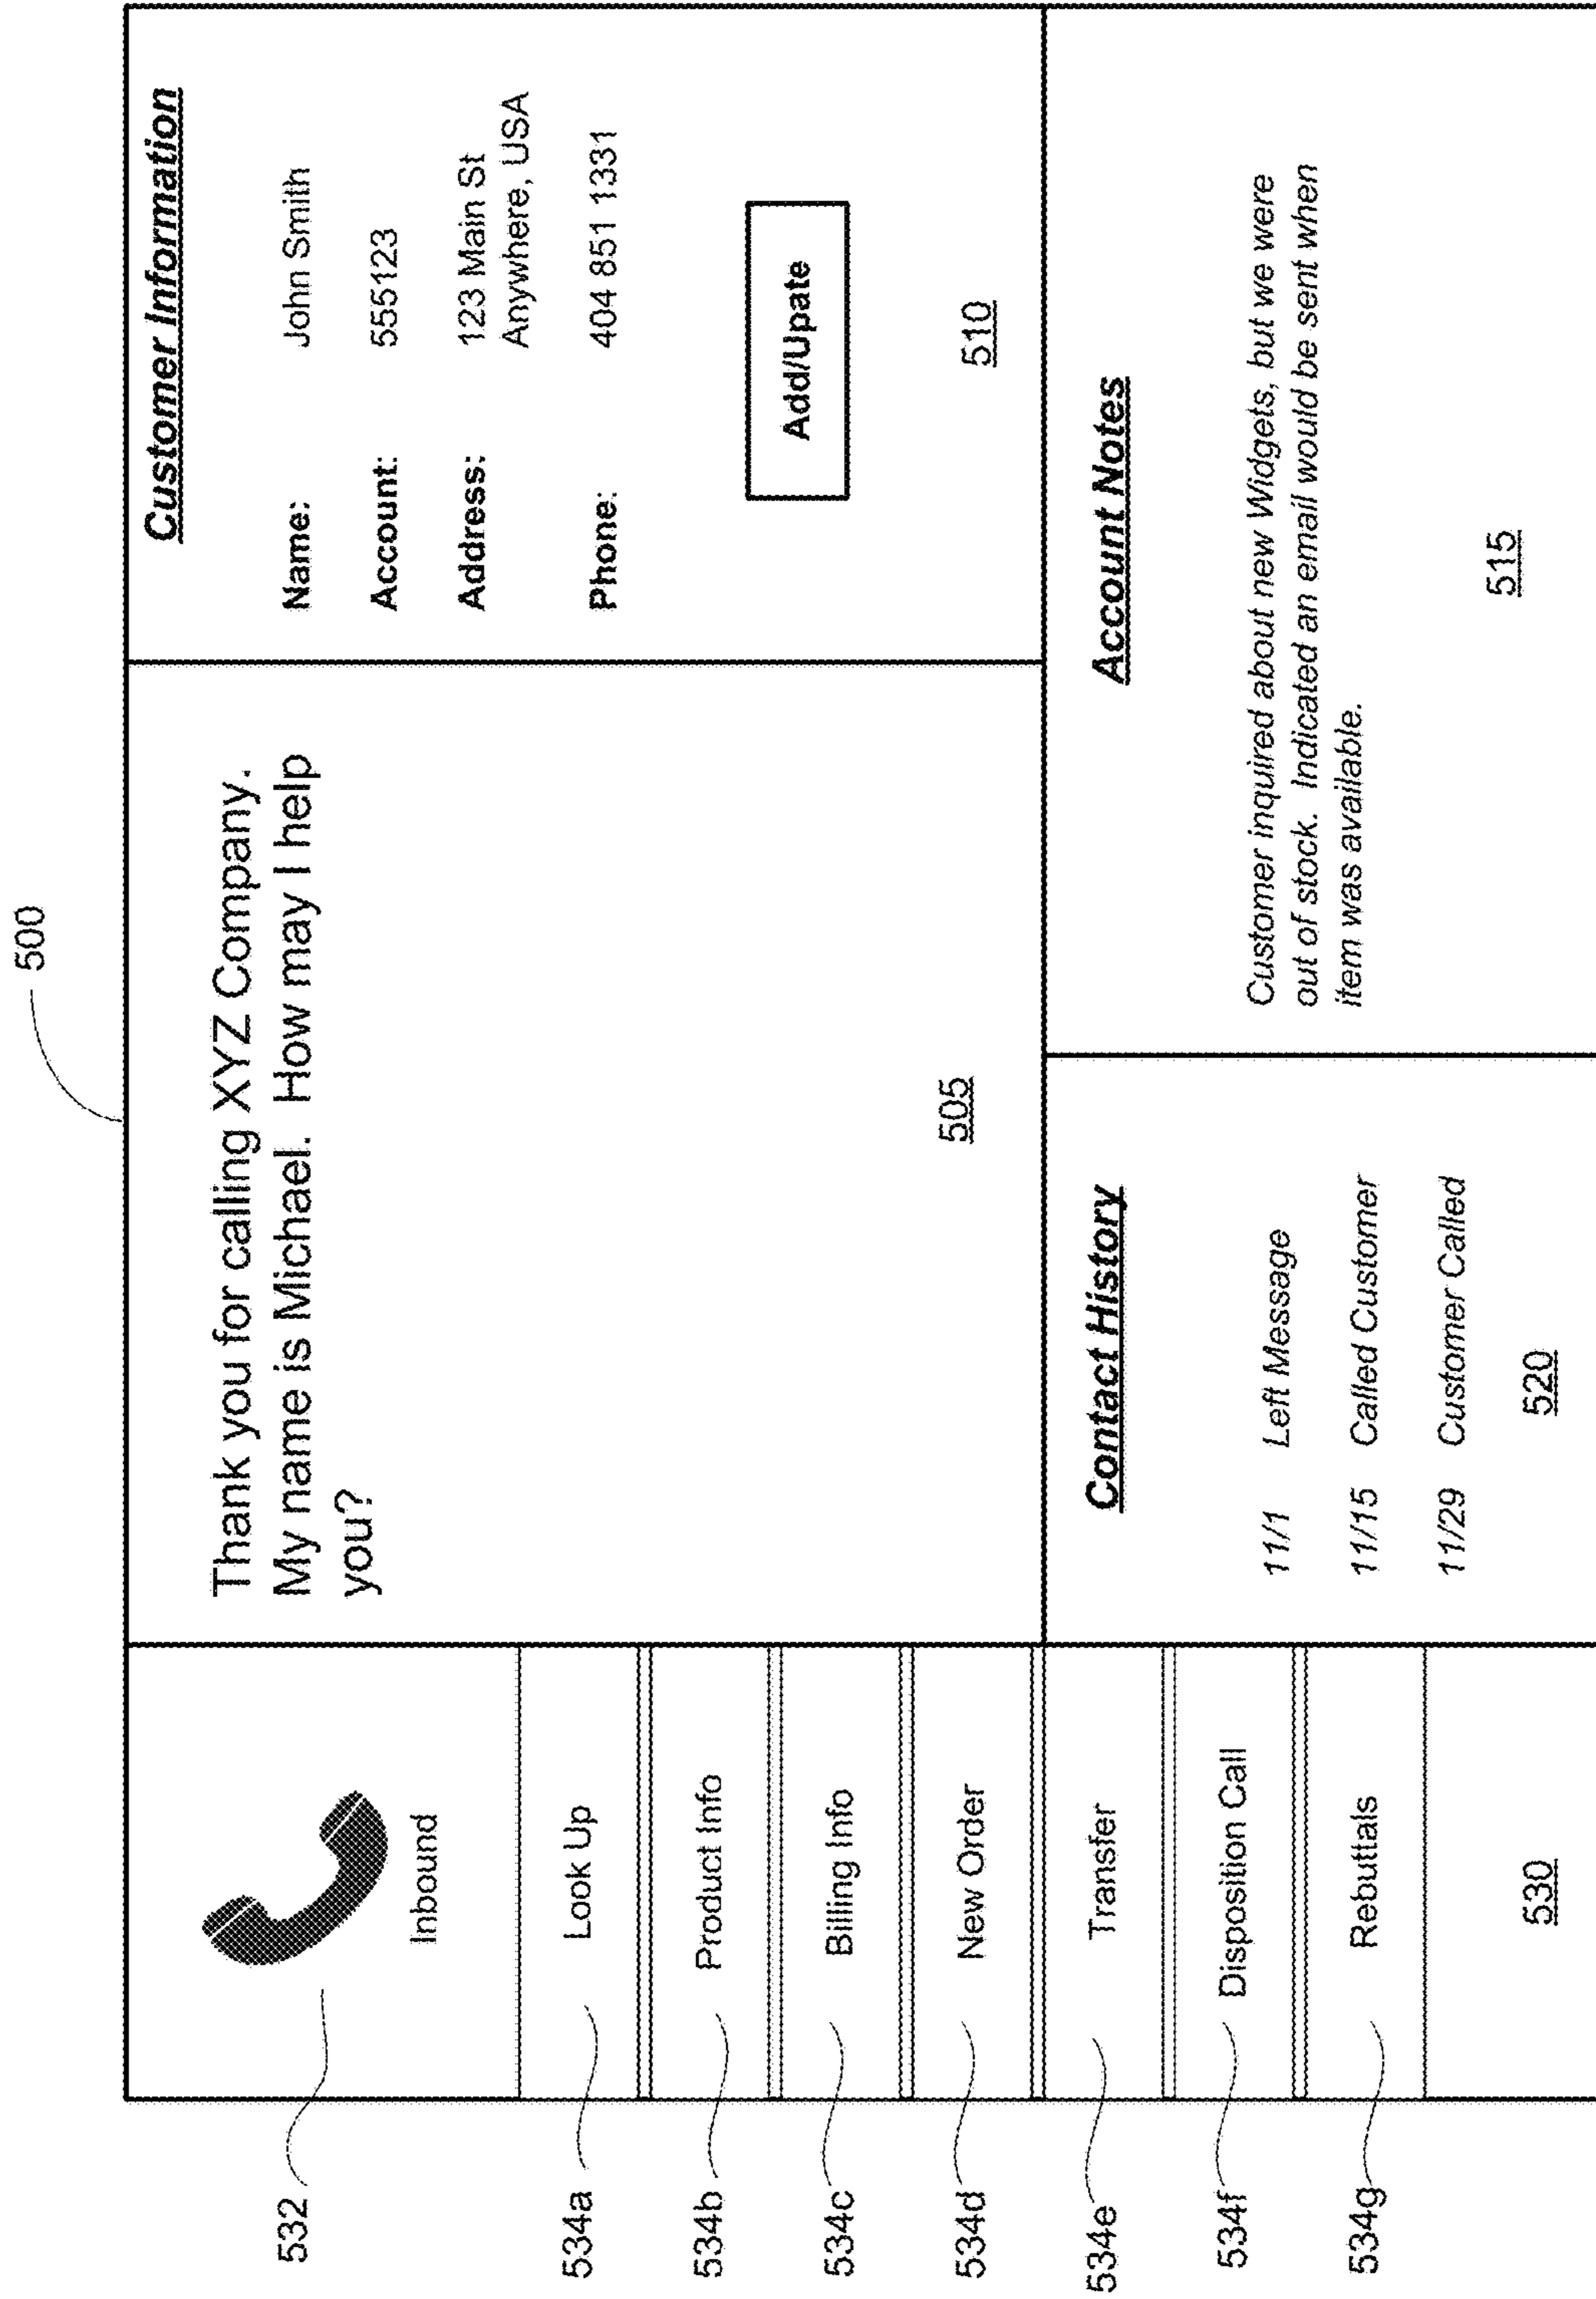 500
532
Inbound
534a
Look Up
534b
Product Info
534c
Billing Info
534d
New Order
534e
Transfer
534f
Disposition Call
534g
Rebuttals
530
Thank you for calling XYZ Company.
My name is Michael. How may I help
you?
505
Customer Information
Name: John Smith
Account: 555123
Address: 123 Main St
Anywhere, USA
Phone: 404 851 1331
Add/Upate
510
Contact History
11/1 Left Message
11/15 Called Customer
11/29 Customer Called
520
Account Notes
Customer inquired about new Widgets, but we were
out of stock. Indicated an email would be sent when
item was available.
515